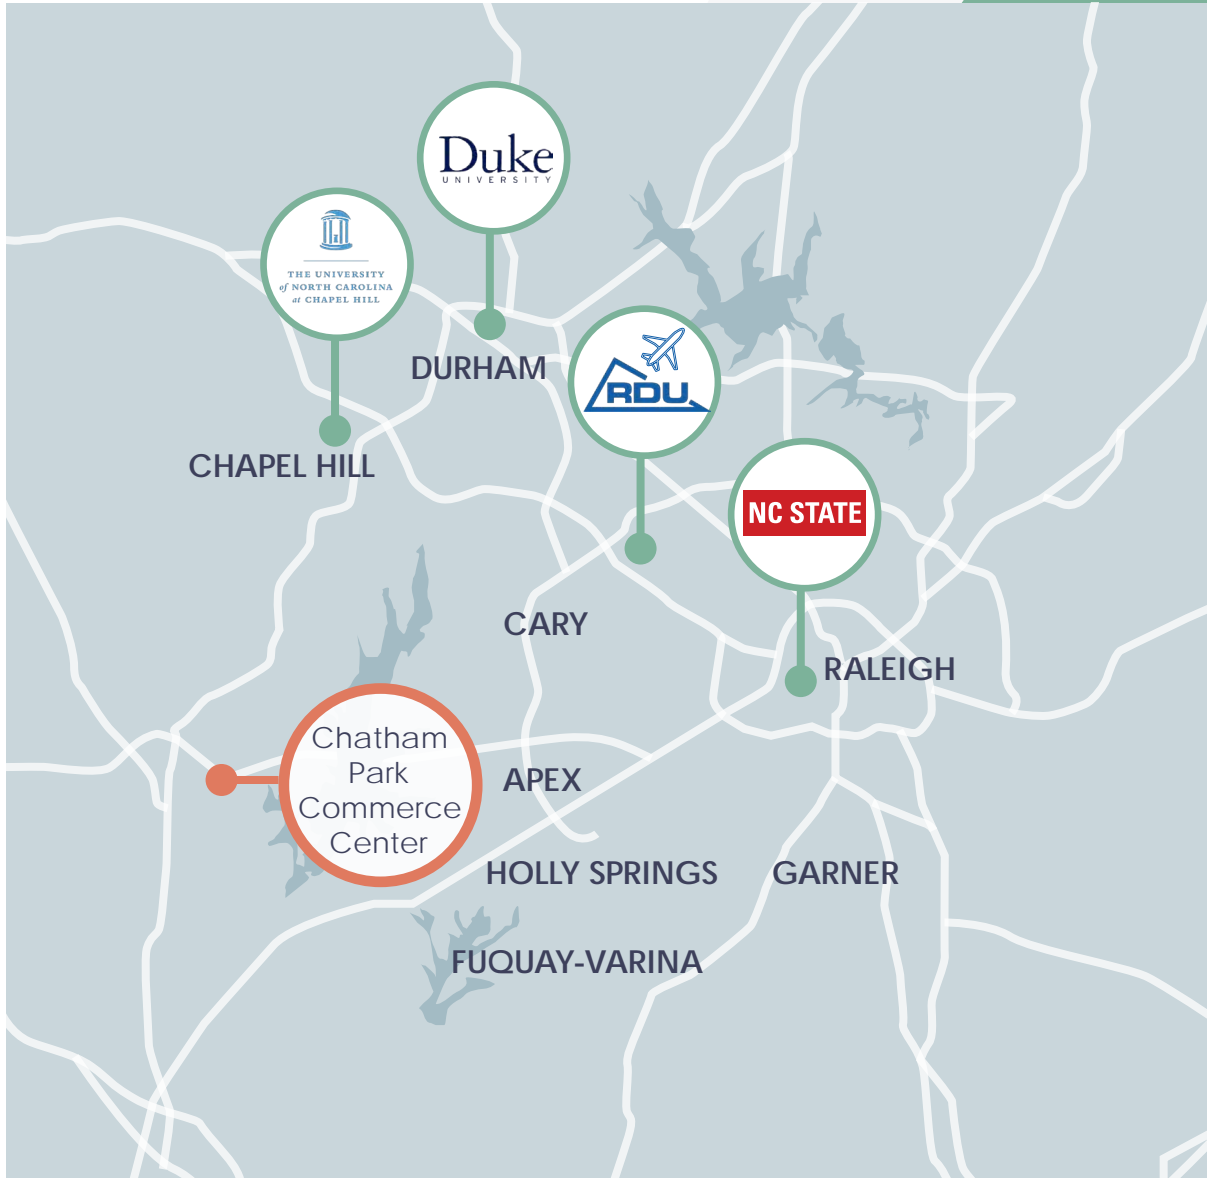 Duke
UNIVERSITY
THE UNIVERSITY
of NORTH CAROLINA
at CHAPEL HILL
DURHAM
RDU
CHAPEL HILL
NC STATE
CARY
RALEIGH
Chatham
Park
Commerce
Center
APEX
HOLLY SPRINGS
GARNER
FUQUAY-VARINA